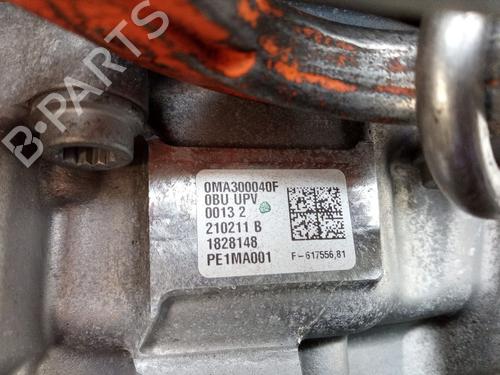 B-PARTS
0MA300040F
0BU UPV
0013 2
210211 B
1828148
PE1MA001
F-617556,81